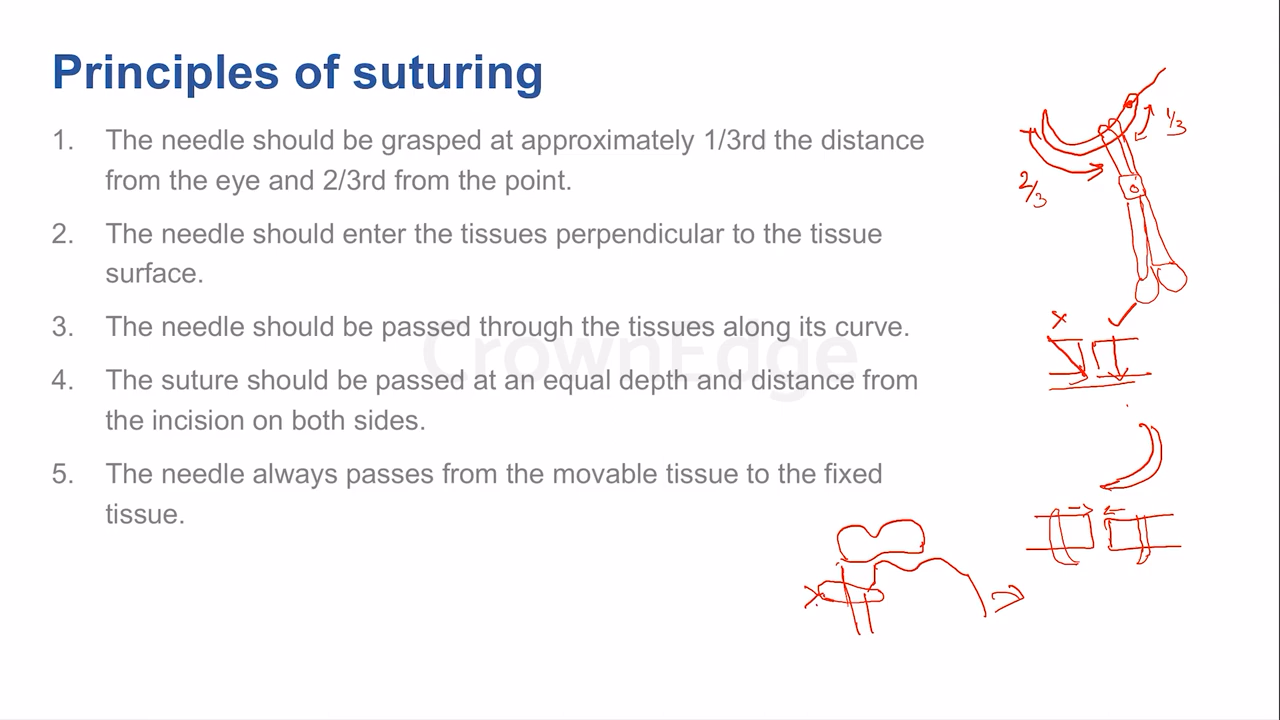 Principles of suturing
1. The needle should be grasped at approximately 1/3rd the distance
from the eye and 2/3rd from the point.
2. The needle should enter the tissues perpendicular to the tissue
surface.
3. The needle should be passed through the tissues along its curve.
4. The suture should be passed at an equal depth and distance from
the incision on both sides.
5. The needle always passes from the movable tissue to the fixed
tissue.
CrownEdge
1/3
2/3